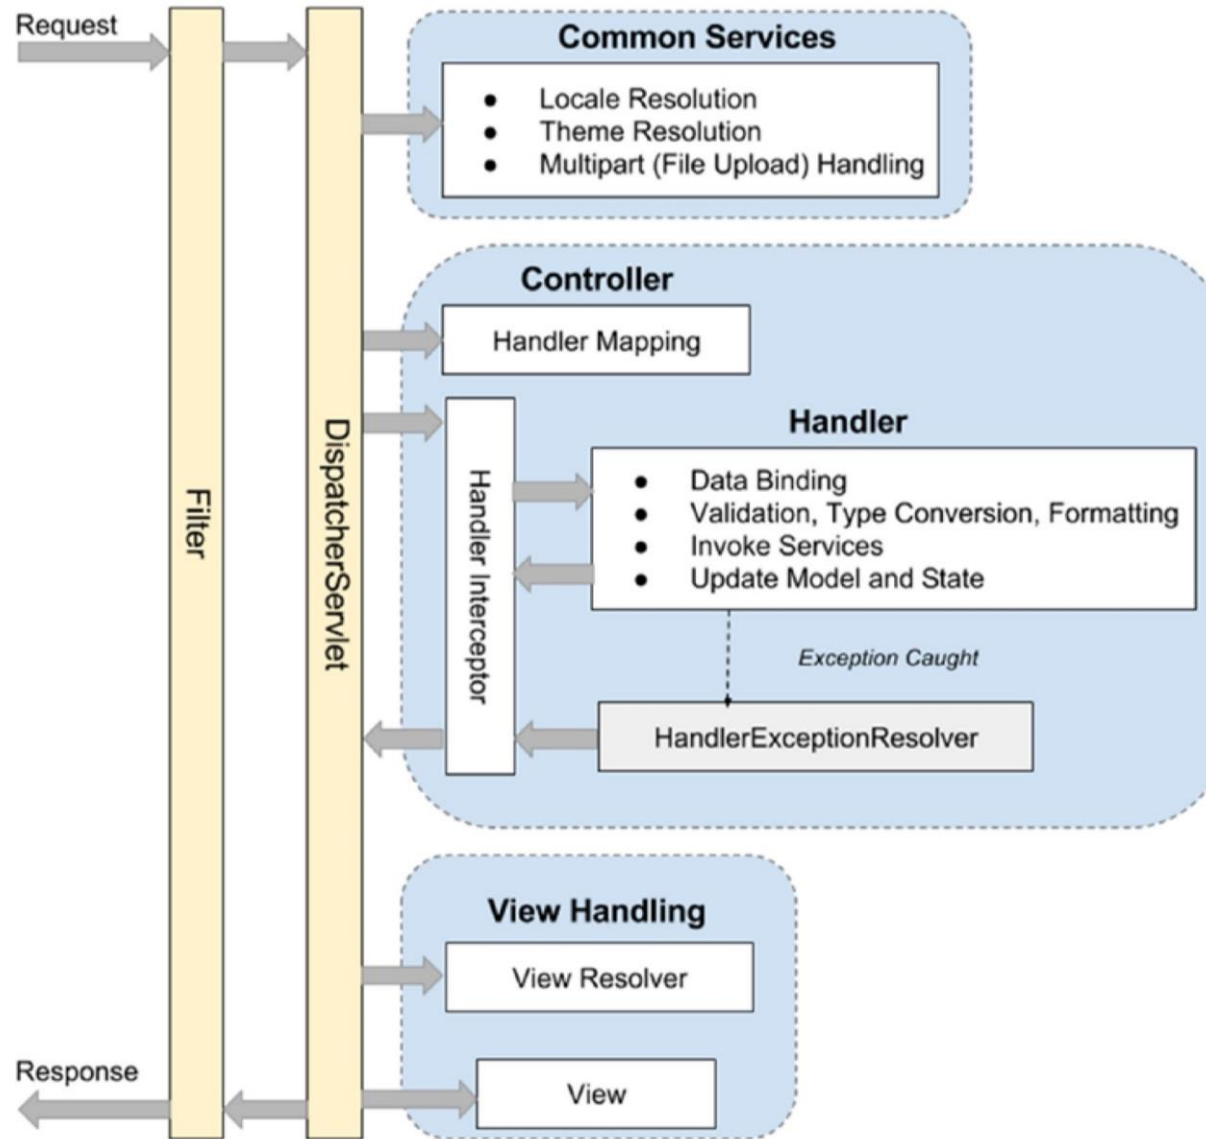 Request
Common Services
● Locale Resolution
● Theme Resolution
● Multipart (File Upload) Handling
Controller
Handler Mapping
Handler
● Data Binding
● Validation, Type Conversion, Formatting
● Invoke Services
● Update Model and State
Filter
DispatcherServlet
Handler Interceptor
Exception Caught
HandlerExceptionResolver
View Handling
View Resolver
Response
View